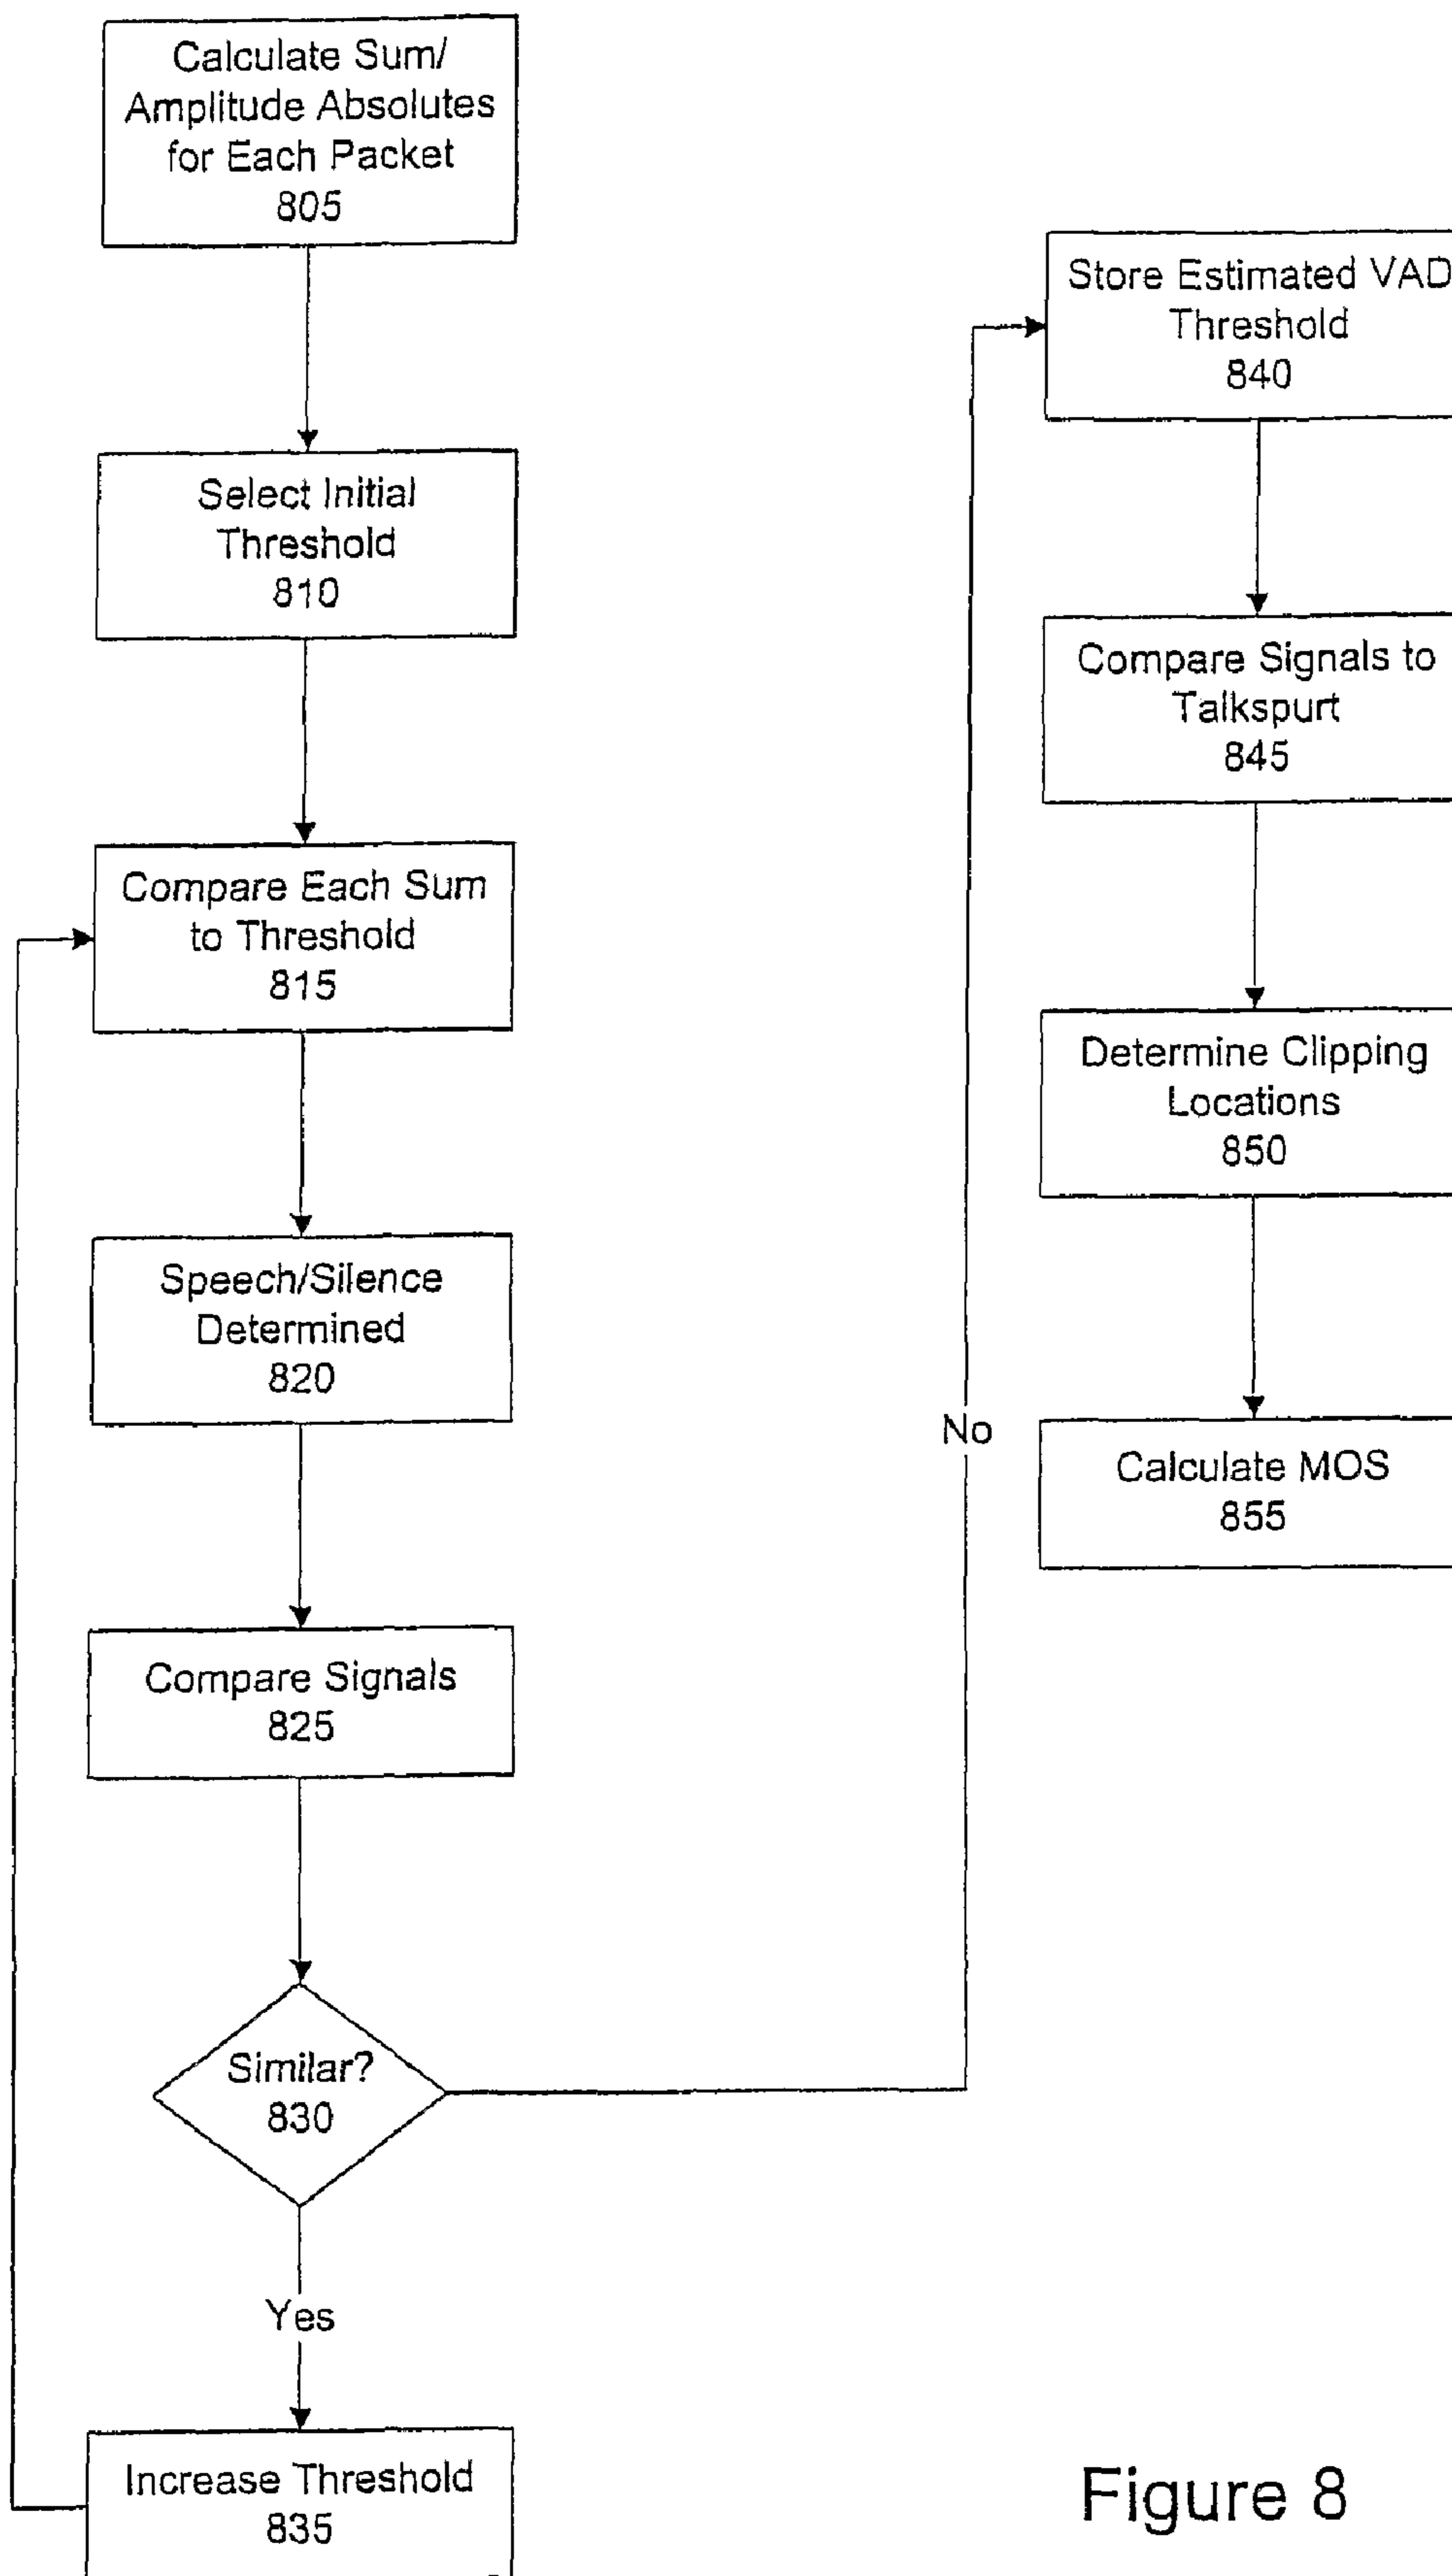 Calculate Sum/
Amplitude Absolutes
for Each Packet
805
Select Initial
Threshold
810
Compare Each Sum
to Threshold
815
Speech/Silence
Determined
820
Compare Signals
825
Similar?
830
Yes
Increase Threshold
835
No
Store Estimated VAD
Threshold
840
Compare Signals to
Talkspurt
845
Determine Clipping
Locations
850
Calculate MOS
855
Figure 8